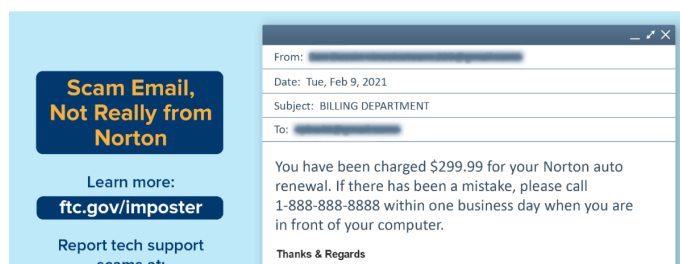 Scam Email,
Not Really from
Norton
Learn more:
ftc.gov/imposter
Report tech support
scams at:
From:
Date: Tue, Feb 9, 2021
Subject: BILLING DEPARTMENT
To:
You have been charged $299.99 for your Norton auto
renewal. If there has been a mistake, please call
1-888-888-8888 within one business day when you are
in front of your computer.
Thanks & Regards